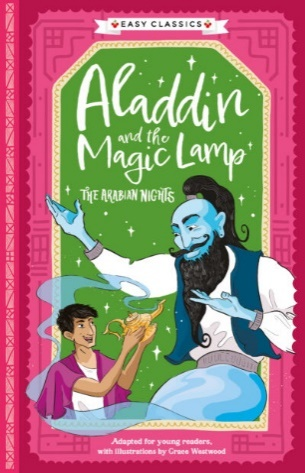 EASY CLASSICS
Aladdin
and the
Magic Lamp
THE ARABIAN NIGHTS
Adapted for young readers,
with illustrations by Grace Westwood